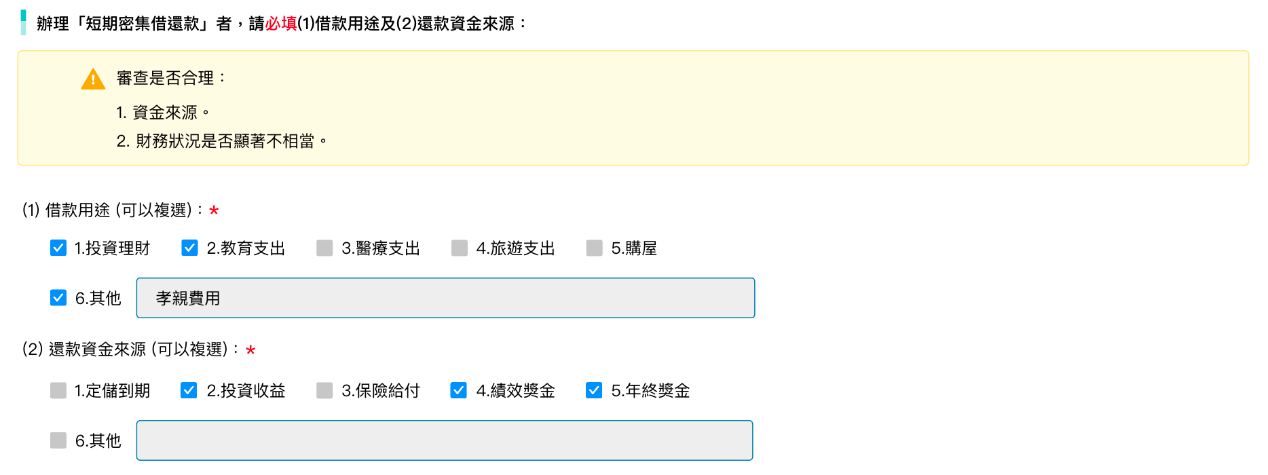 辦理「短期密集借還款」者，請必填(1)借款用途及(2)還款資金來源：
審查是否合理：
1. 資金來源。
2. 財務狀況是否顯著不相當。
(1) 借款用途 (可以複選)：*
1.投資理財 2.教育支出 3.醫療支出 4.旅遊支出 5.購屋
6.其他 孝親費用
(2) 還款資金來源 (可以複選)：*
1.定儲到期 2.投資收益 3.保險給付 4.績效獎金 5.年終獎金
6.其他